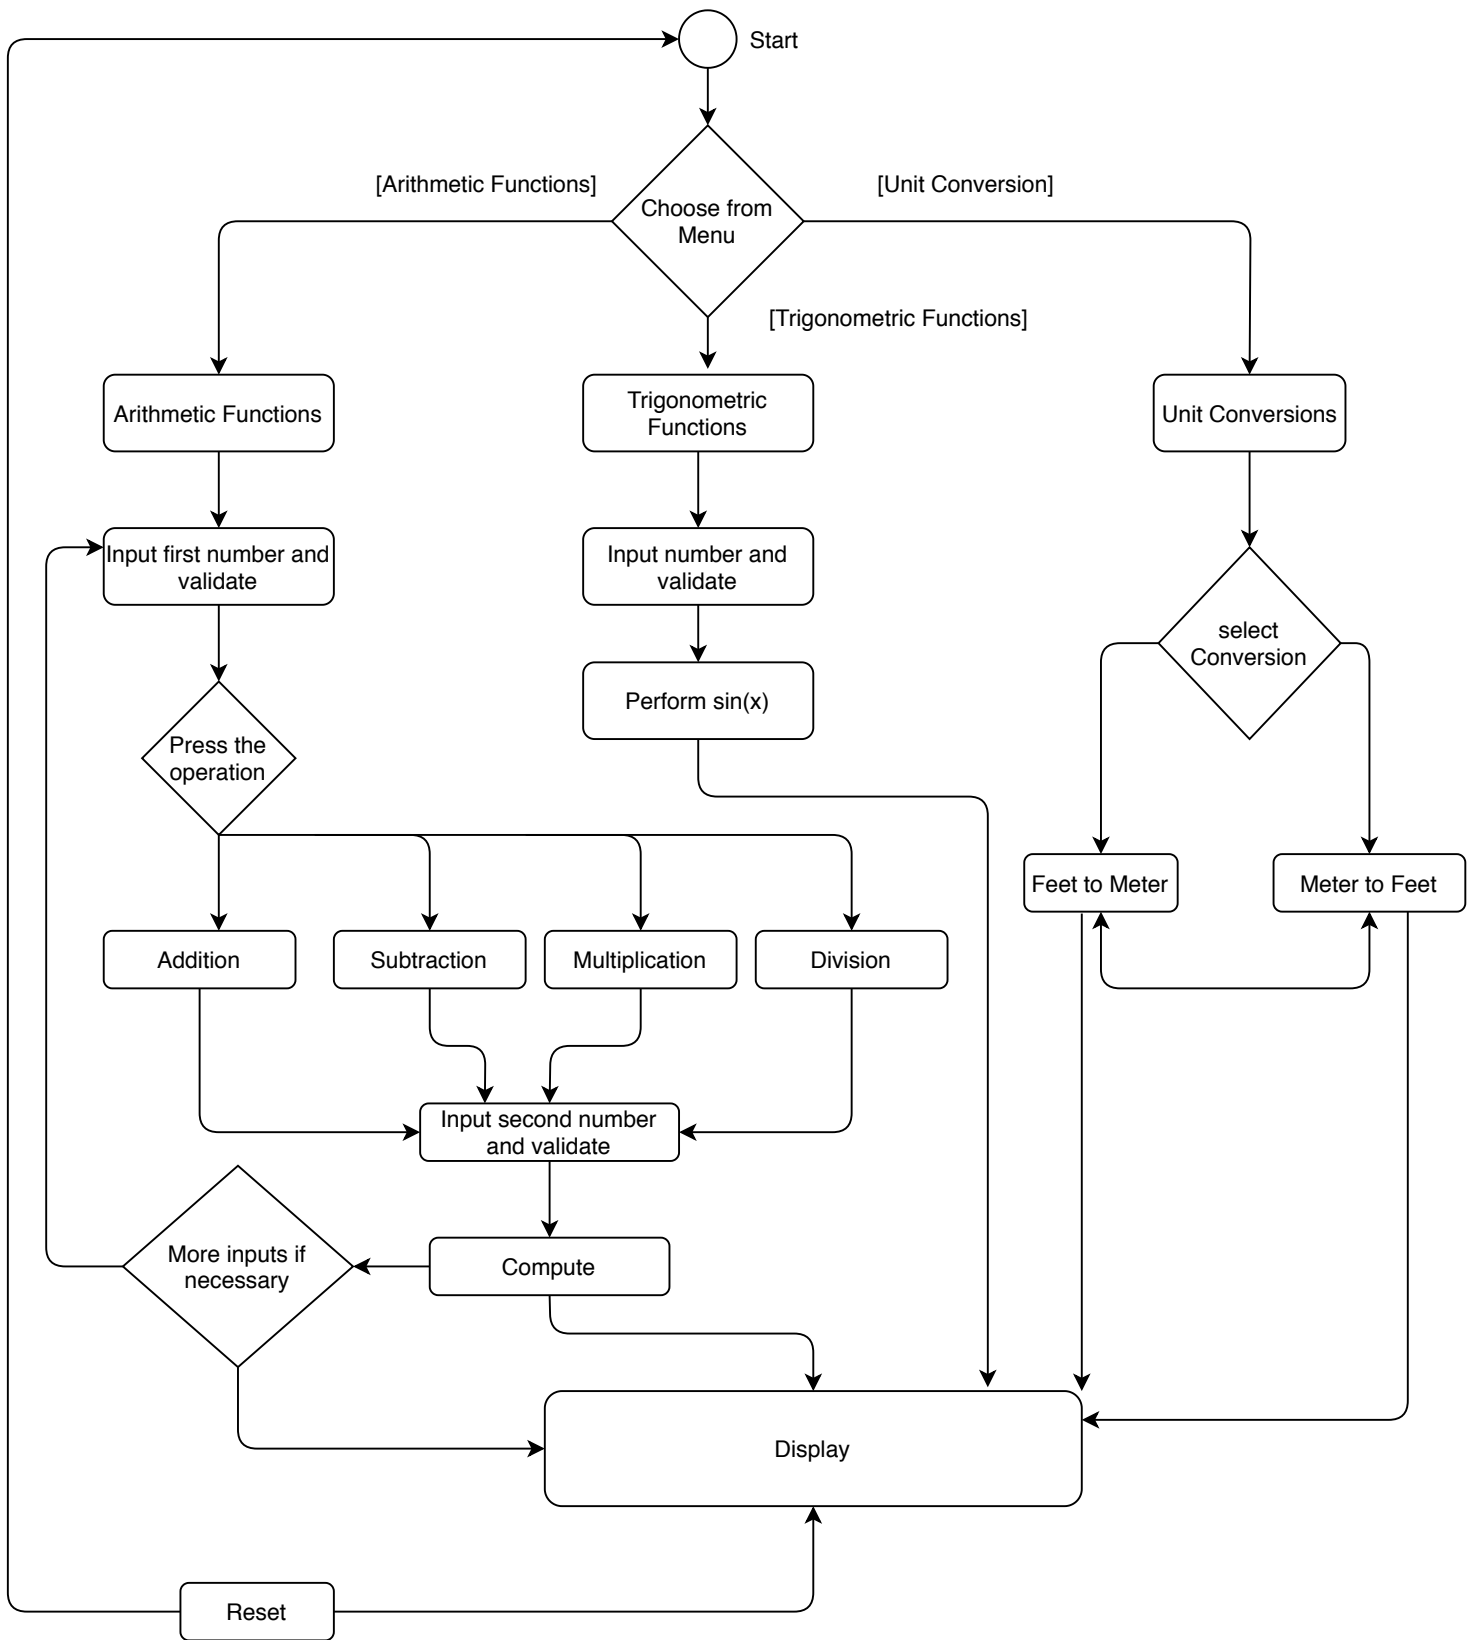 Start
[Arithmetic Functions]
[Unit Conversion]
Choose from
Menu
[Trigonometric Functions]
Arithmetic Functions
Trigonometric
Functions
Unit Conversions
Input first number and
validate
Input number and
validate
select
Conversion
Perform sin(x)
Press the
operation
Feet to Meter
Meter to Feet
Addition
Subtraction
Multiplication
Division
Input second number
and validate
More inputs if
necessary
Compute
Display
Reset